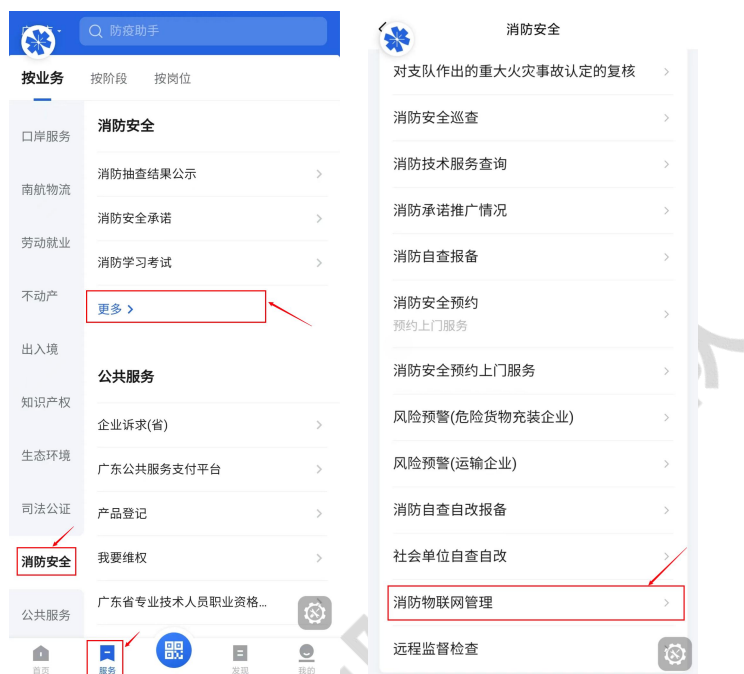 防疫助手
按业务
按阶段
按岗位
口岸服务
南航物流
劳动就业
不动产
出入境
知识产权
生态环境
司法公证
消防安全
公共服务
消防安全
消防抽查结果公示
消防安全承诺
消防学习考试
更多
公共服务
企业诉求(省)
广东公共服务支付平台
产品登记
我要维权
广东省专业技术人员职业资格...
首页
服务
发现
我的
消防安全
对支队作出的重大火灾事故认定的复核
消防安全巡查
消防技术服务查询
消防承诺推广情况
消防自查报备
消防安全预约
预约上门服务
消防安全预约上门服务
风险预警(危险货物充装企业)
风险预警(运输企业)
消防自查自改报备
社会单位自查自改
消防物联网管理
远程监督检查